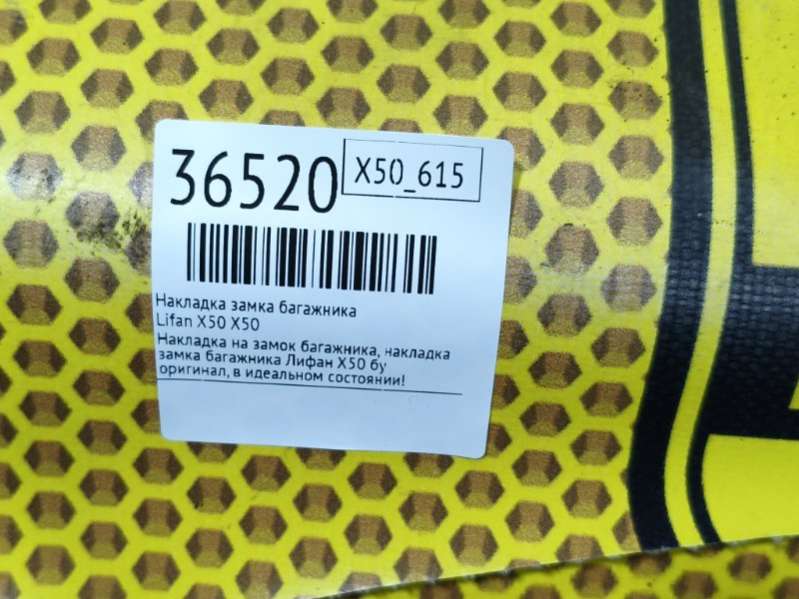 36520
X50_615
Накладка замка багажника
Lifan X50 X50
Накладка на замок багажника, накладка
замка багажника Лифан Х50 бу
оригинал, в идеальном состоянии!